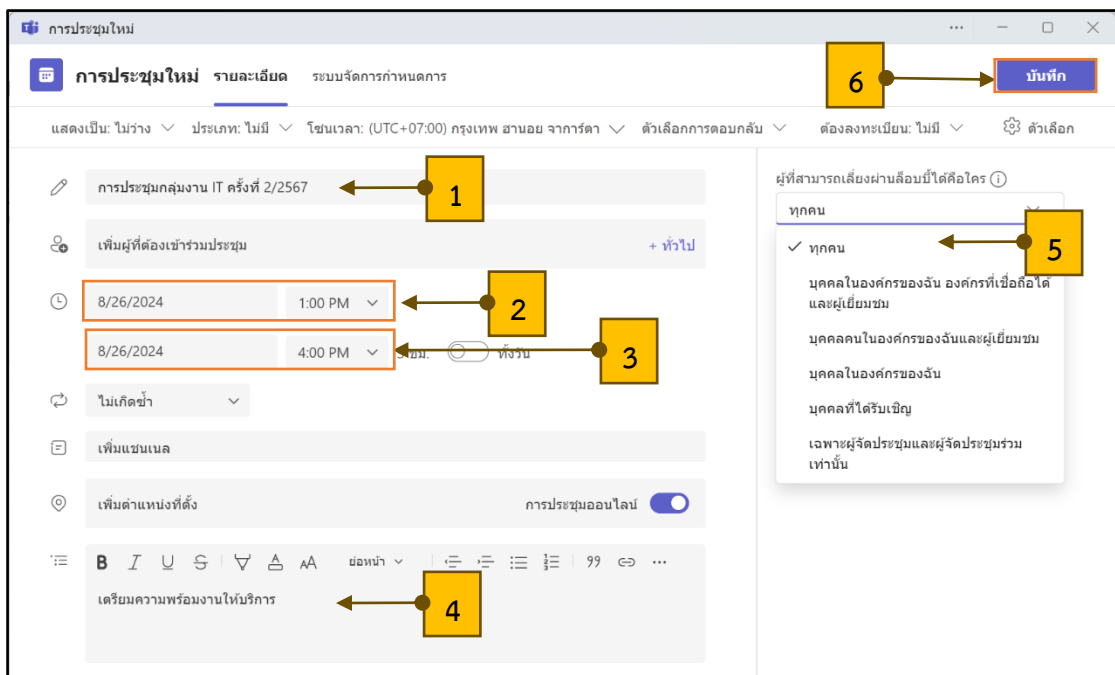 การประชุมใหม่
การประชุมใหม่ รายละเอียด ระบบจัดการกำหนดการ
6
บันทึก
แสดงเป็น: ไม่ว่าง ประเภท: ไม่มี โซนเวลา: (UTC+07:00) กรุงเทพ ฮานอย จาการ์ตา ตัวเลือกการตอบกลับ ต้องลงทะเบียน: ไม่มี ตัวเลือก
การประชุมกลุ่มงาน IT ครั้งที่ 2/2567
1
เพิ่มผู้ที่ต้องเข้าร่วมประชุม + ทั่วไป
8/26/2024 1:00 PM
2
8/26/2024 4:00 PM ชม. ทั้งวัน
3
ไม่เกิดซ้ำ
เพิ่มแชนเนล
เพิ่มตำแหน่งที่ตั้ง การประชุมออนไลน์
B I U S A AA ย่อหน้า
เตรียมความพร้อมงานให้บริการ
4
ผู้ที่สามารถเลี่ยงผ่านล็อบบี้ได้คือใคร
ทุกคน
ทุกคน
5
บุคคลในองค์กรของฉัน องค์กรที่เชื่อถือได้
และผู้เยี่ยมชม
บุคคลคนในองค์กรของฉันและผู้เยี่ยมชม
บุคคลในองค์กรของฉัน
บุคคลที่ได้รับเชิญ
เฉพาะผู้จัดประชุมและผู้จัดประชุมร่วม
เท่านั้น